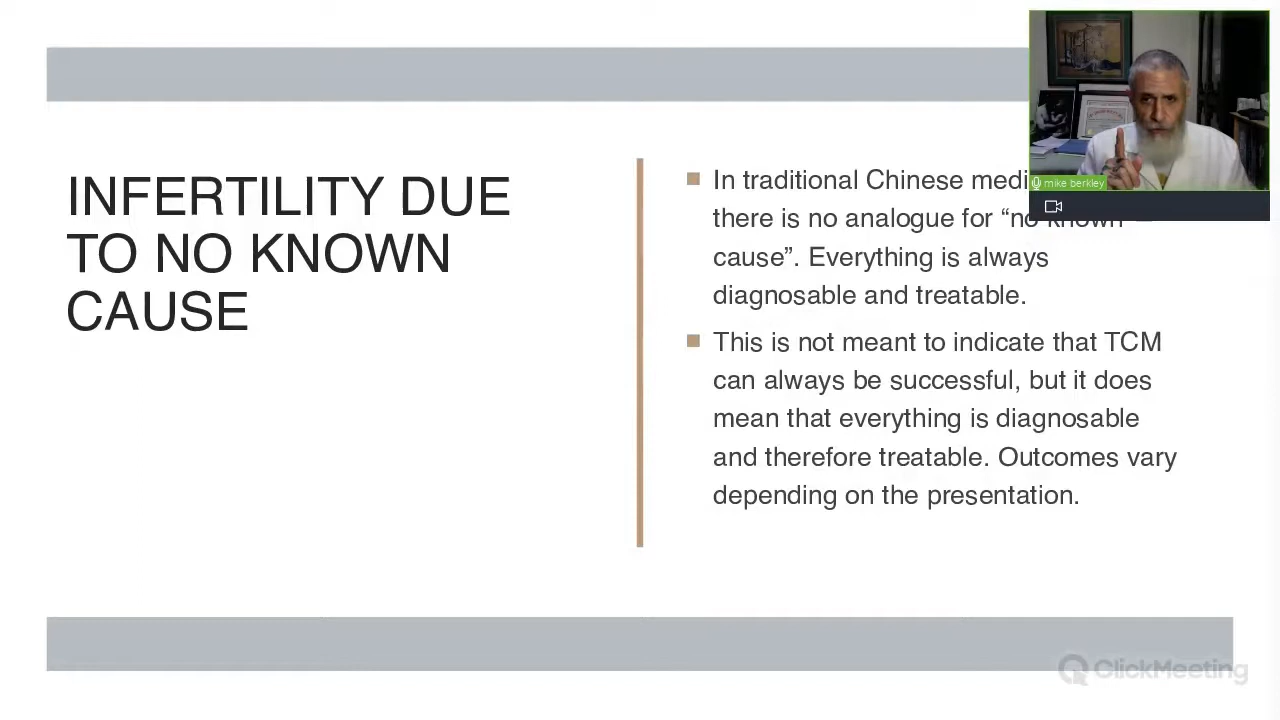 INFERTILITY DUE
TO NO KNOWN
CAUSE
In traditional Chinese medi
there is no analogue for “no known
cause”. Everything is always
diagnosable and treatable.
This is not meant to indicate that TCM
can always be successful, but it does
mean that everything is diagnosable
and therefore treatable. Outcomes vary
depending on the presentation.
mike berkley
ClickMeeting